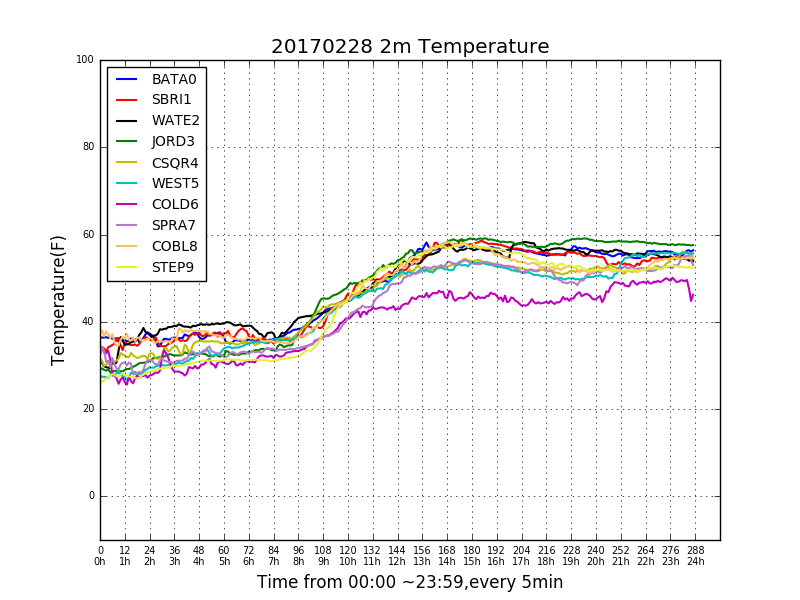 20170228 2m Temperature
100
80
60
40
20
0
Temperature(F)
BATA0
SBRI1
WATE2
JORD3
CSQR4
WEST5
COLD6
SPRA7
COBL8
STEP9
0 12 24 36 48 60 72 84 96 108 120 132 144 156 168 180 192 204 216 228 240 252 264 276 288
0h 1h 2h 3h 4h 5h 6h 7h 8h 9h 10h 11h 12h 13h 14h 15h 16h 17h 18h 19h 20h 21h 22h 23h 24h
Time from 00:00 ~23:59,every 5min